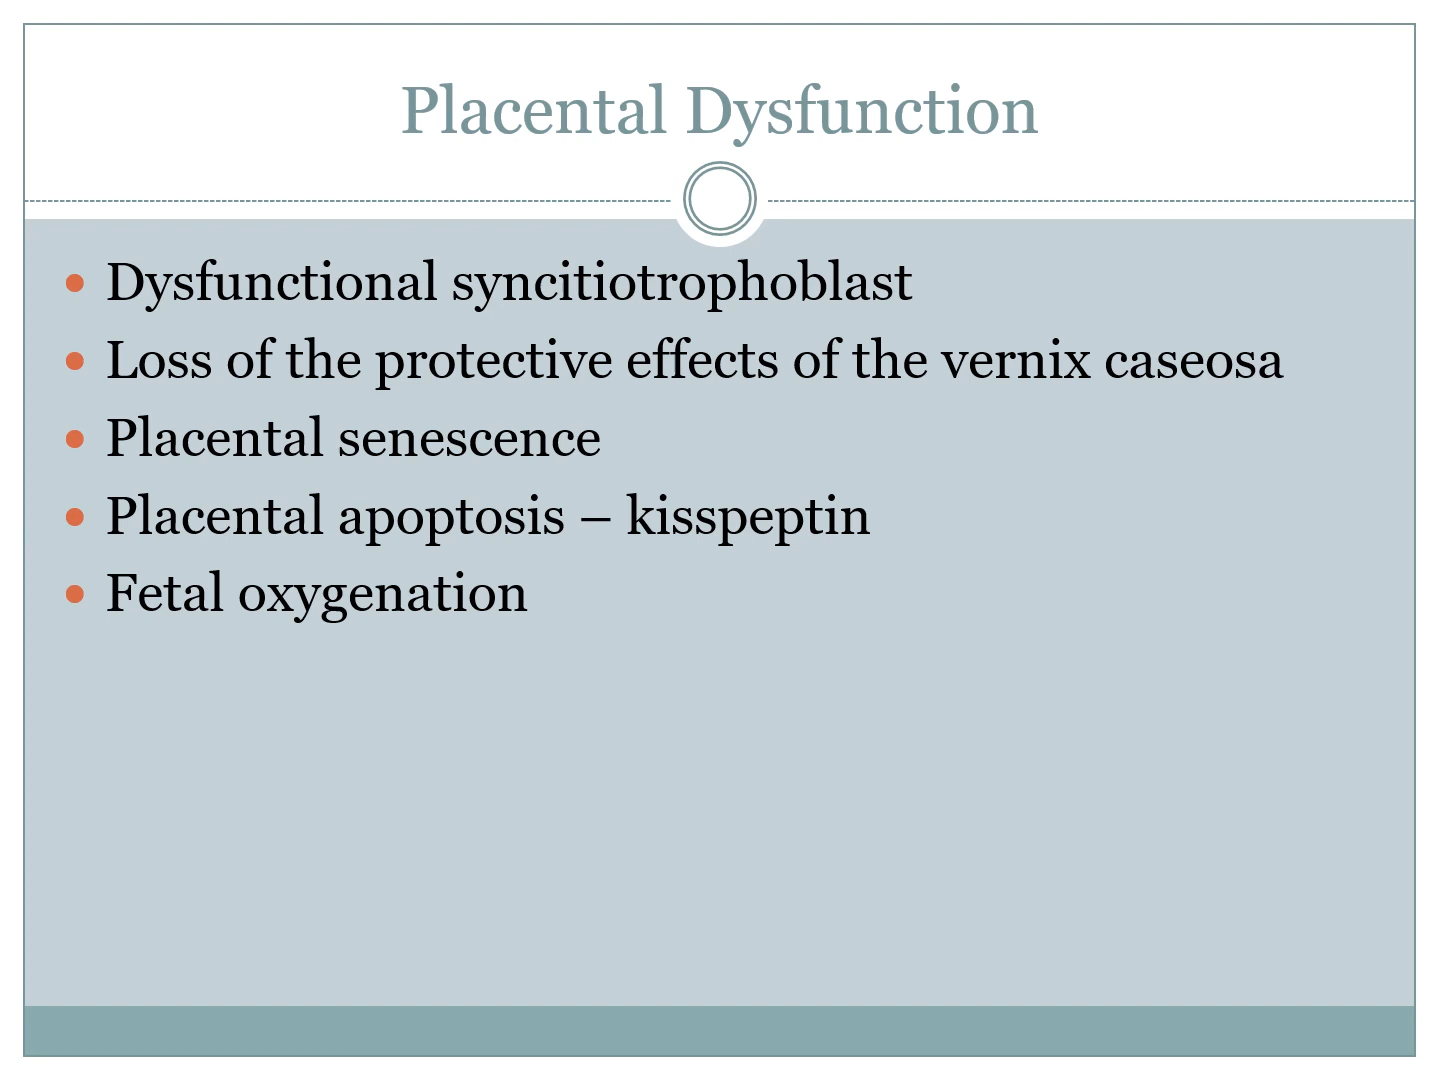 Placental Dysfunction
• Dysfunctional syncitiotrophoblast
• Loss of the protective effects of the vernix caseosa
• Placental senescence
• Placental apoptosis – kisspeptin
• Fetal oxygenation